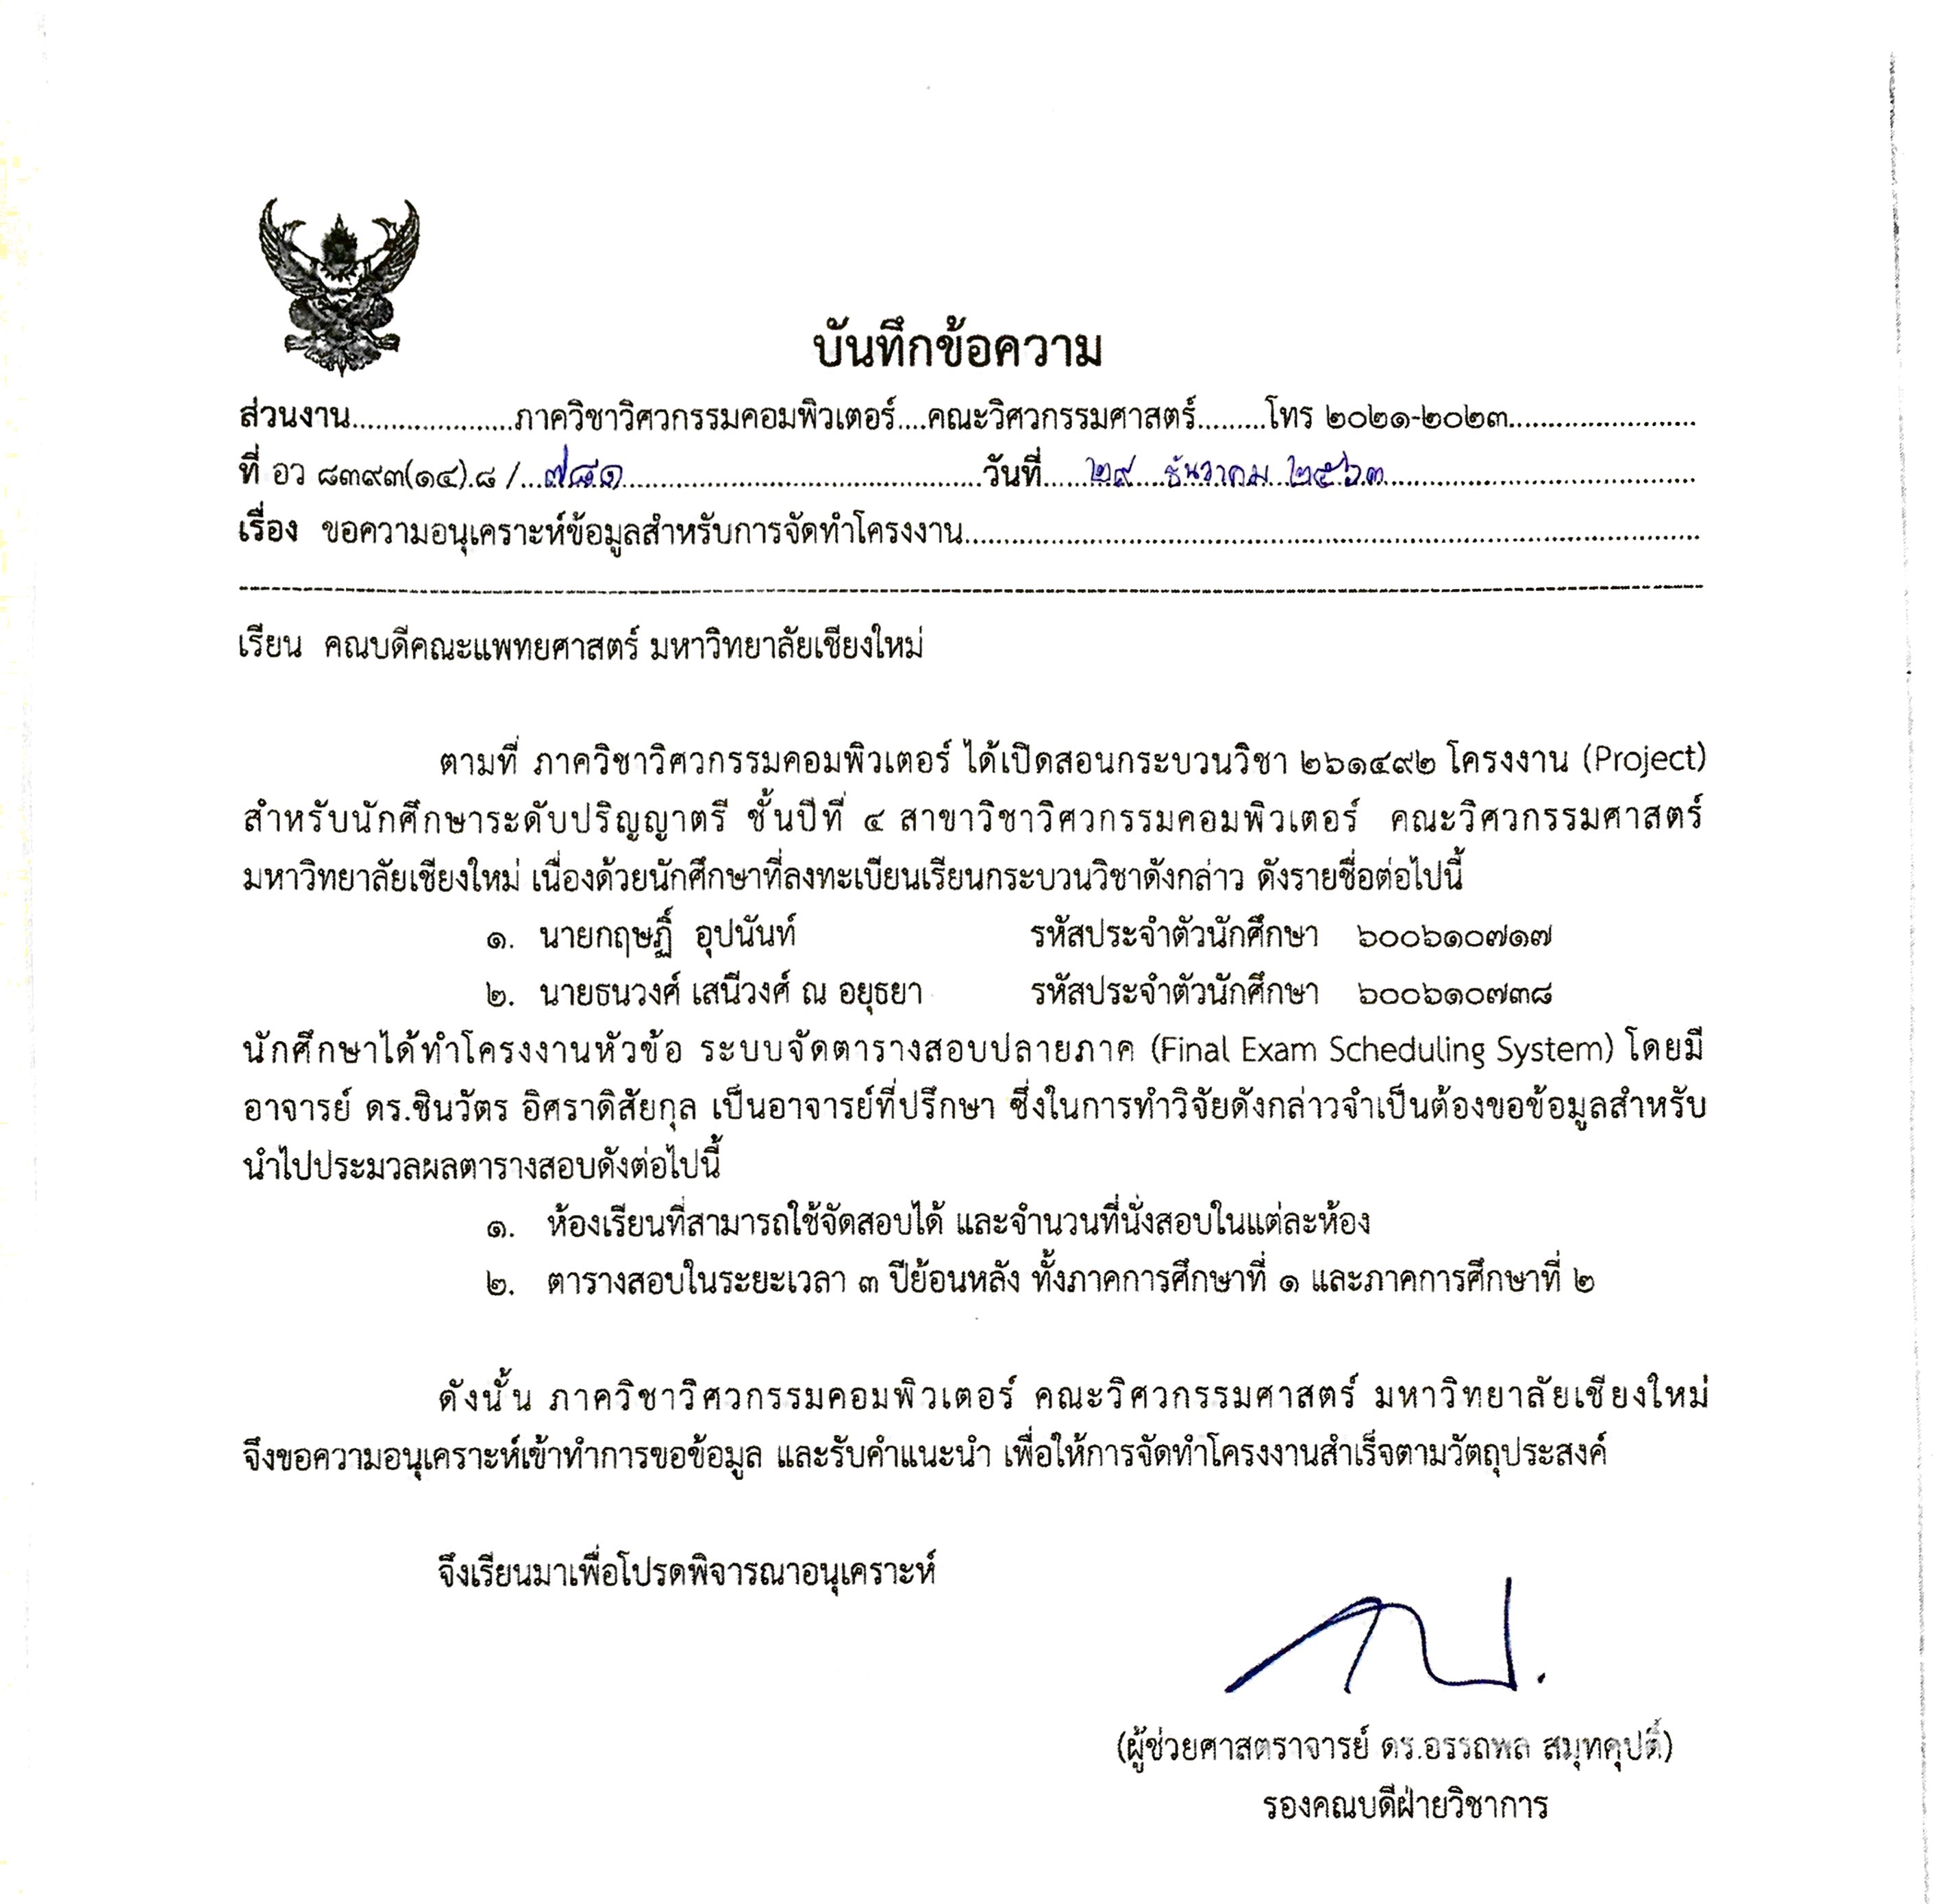 บันทึกข้อความ
ส่วนงาน....................ภาควิชาวิศวกรรมคอมพิวเตอร์....คณะวิศวกรรมศาสตร์.........โทร ๒๐๒๑-๒๐๒๓........................
ที่ อว ๘๓๙๓(๑๔).๘ /...๗๘๑..............................................วันที่......๒๙...ธันวาคม..๒๕๖๓........................................
เรื่อง ขอความอนุเคราะห์ข้อมูลสำหรับการจัดทำโครงงาน..............................................................................................
เรียน คณบดีคณะแพทยศาสตร์ มหาวิทยาลัยเชียงใหม่
ตามที่ ภาควิชาวิศวกรรมคอมพิวเตอร์ ได้เปิดสอนกระบวนวิชา ๒๖๑๔๙๒ โครงงาน (Project)
สำหรับนักศึกษาระดับปริญญาตรี ชั้นปีที่ ๔ สาขาวิชาวิศวกรรมคอมพิวเตอร์ คณะวิศวกรรมศาสตร์
มหาวิทยาลัยเชียงใหม่ เนื่องด้วยนักศึกษาที่ลงทะเบียนเรียนกระบวนวิชาดังกล่าว ดังรายชื่อต่อไปนี้
๑. นายกฤษฏิ์ อุปนันท์ รหัสประจำตัวนักศึกษา ๖๐๐๖๑๐๗๑๗
๒. นายธนวงศ์ เสนีวงศ์ ณ อยุธยา รหัสประจำตัวนักศึกษา ๖๐๐๖๑๐๗๓๘
นักศึกษาได้ทำโครงงานหัวข้อ ระบบจัดตารางสอบปลายภาค (Final Exam Scheduling System) โดยมี
อาจารย์ ดร.ชินวัตร อิศราดิสัยกุล เป็นอาจารย์ที่ปรึกษา ซึ่งในการทำวิจัยดังกล่าวจำเป็นต้องขอข้อมูลสำหรับ
นำไปประมวลผลตารางสอบดังต่อไปนี้
๑. ห้องเรียนที่สามารถใช้จัดสอบได้ และจำนวนที่นั่งสอบในแต่ละห้อง
๒. ตารางสอบในระยะเวลา ๓ ปีย้อนหลัง ทั้งภาคการศึกษาที่ ๑ และภาคการศึกษาที่ ๒
ดังนั้น ภาควิชาวิศวกรรมคอมพิวเตอร์ คณะวิศวกรรมศาสตร์ มหาวิทยาลัยเชียงใหม่
จึงขอความอนุเคราะห์เข้าทำการขอข้อมูล และรับคำแนะนำ เพื่อให้การจัดทำโครงงานสำเร็จตามวัตถุประสงค์
จึงเรียนมาเพื่อโปรดพิจารณาอนุเคราะห์
(ผู้ช่วยศาสตราจารย์ ดร.อรรถพล สมุทคุปติ์)
รองคณบดีฝ่ายวิชาการ